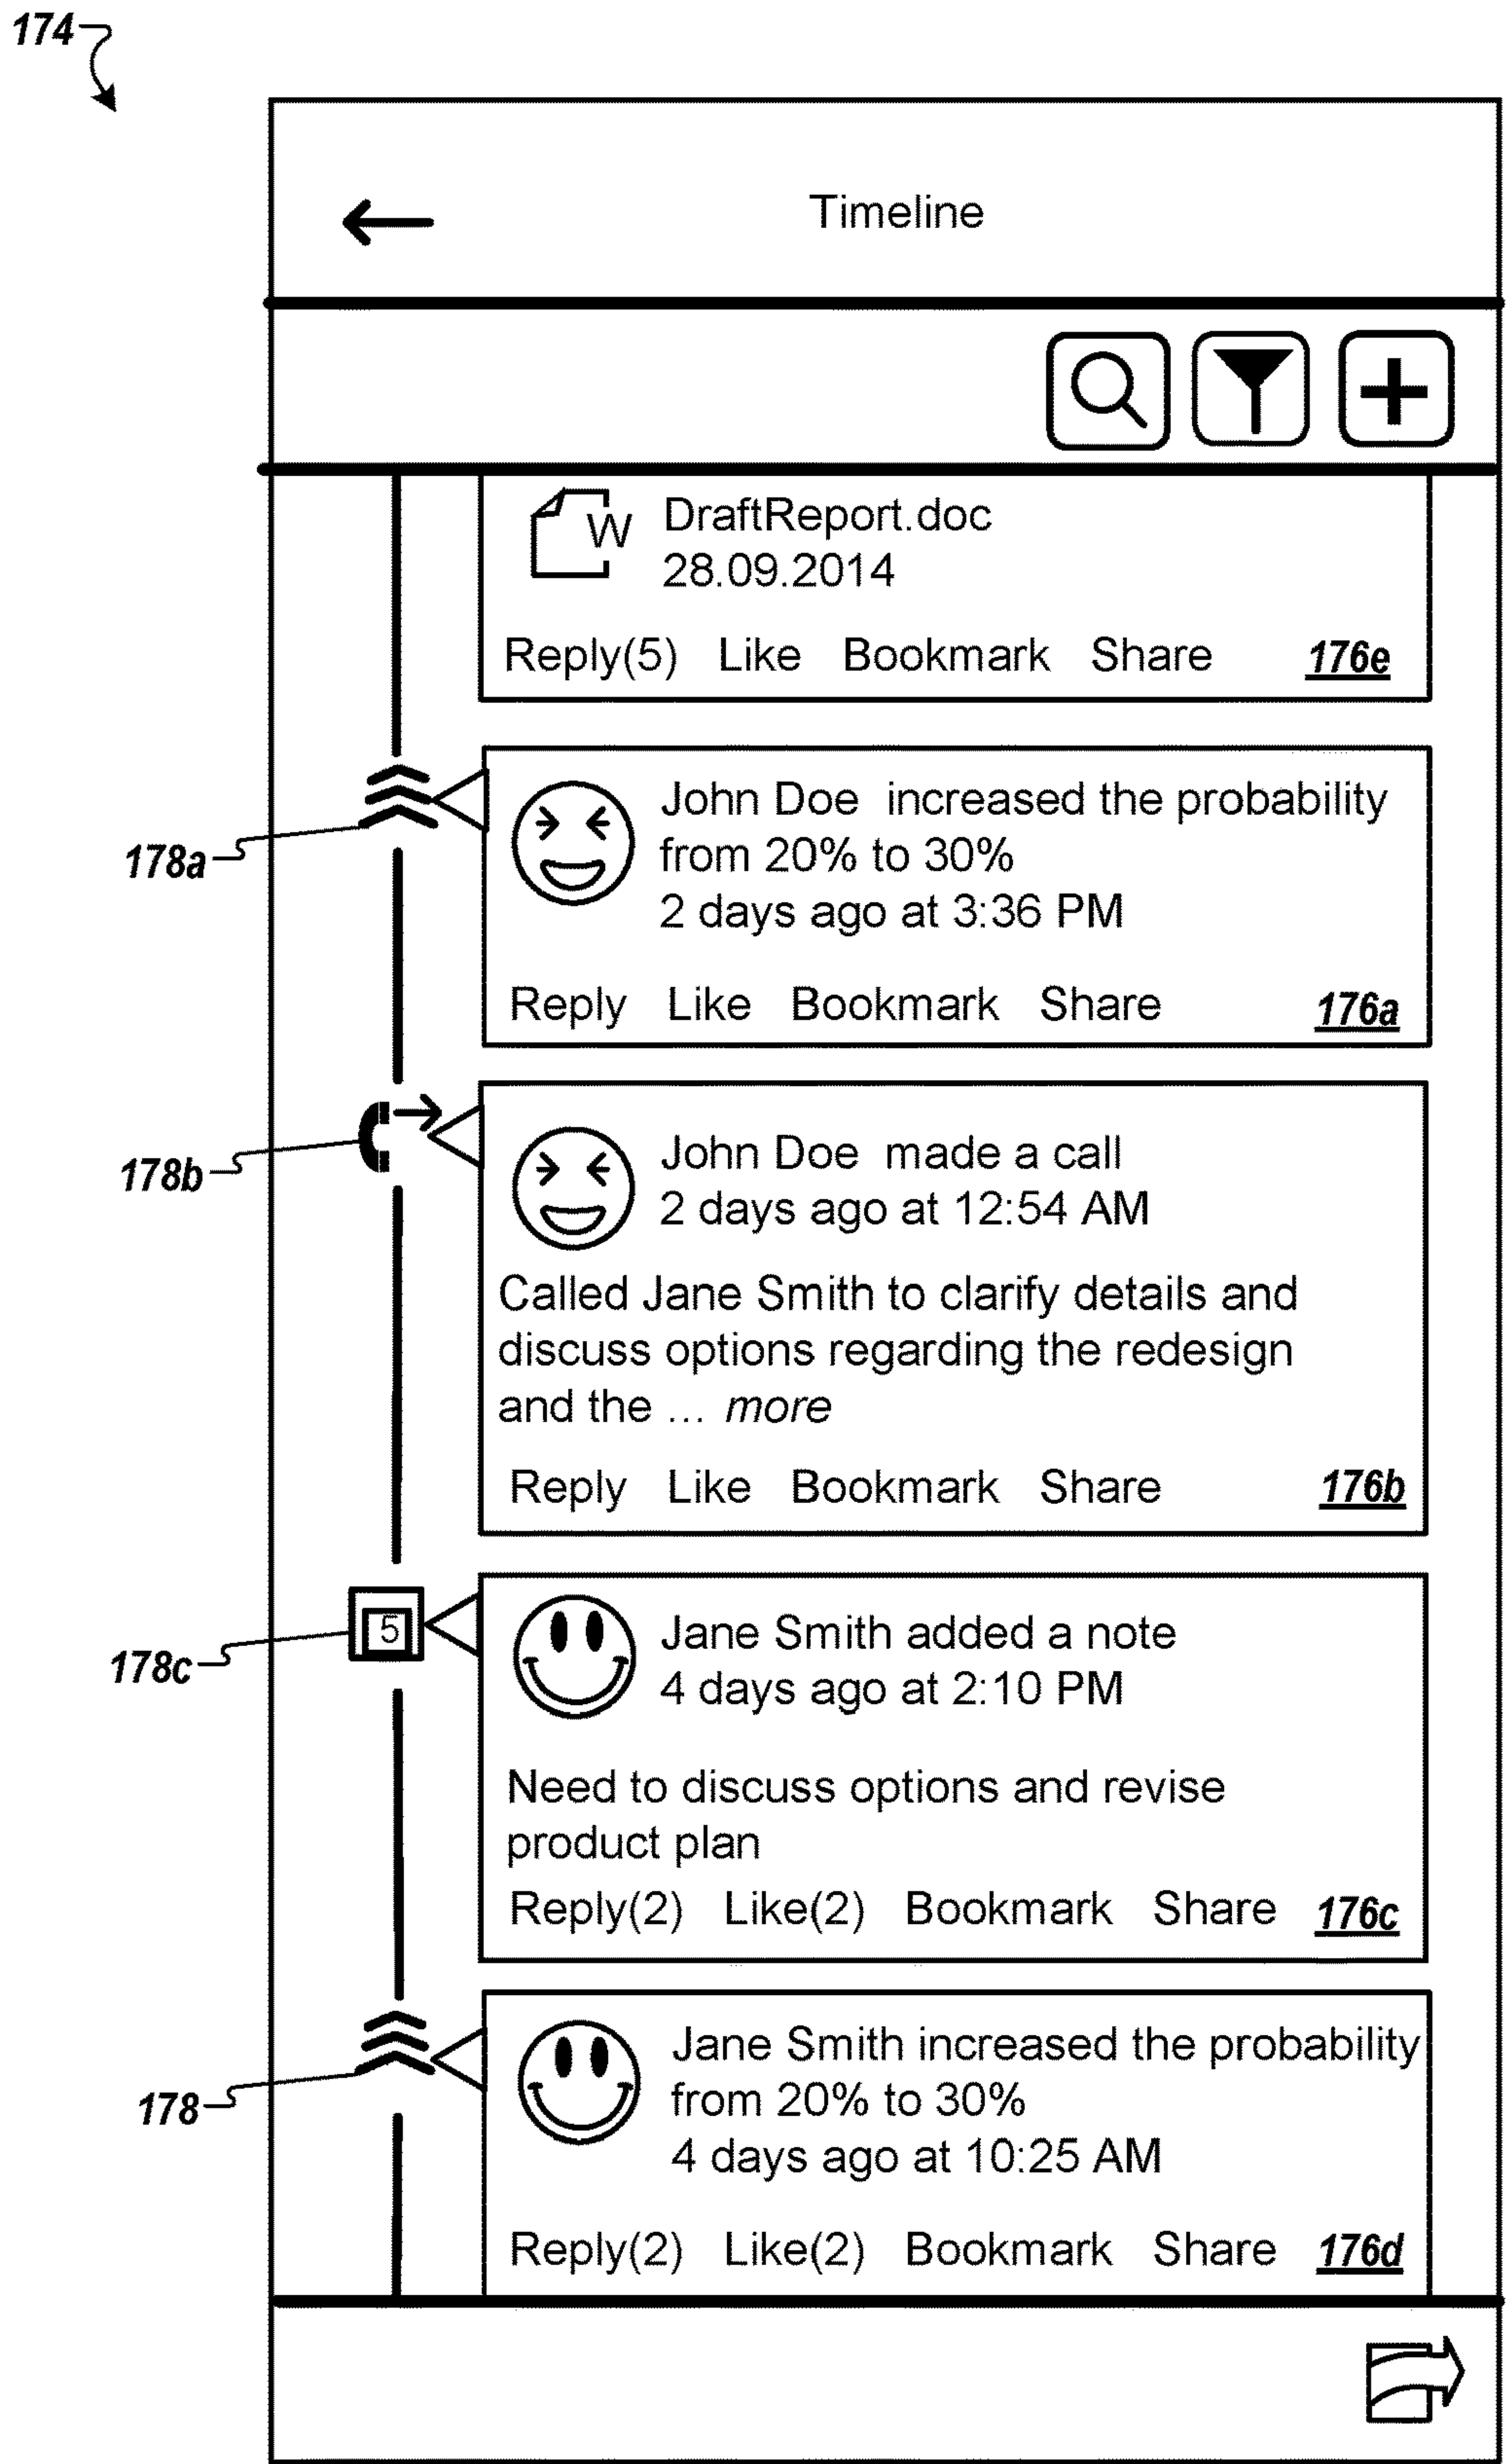 174
Timeline
W
DraftReport.doc
28.09.2014
Reply(5) Like Bookmark Share 176e
John Doe increased the probability
from 20% to 30%
2 days ago at 3:36 PM
178a
Reply Like Bookmark Share 176a
John Doe made a call
2 days ago at 12:54 AM
178b
Called Jane Smith to clarify details and
discuss options regarding the redesign
and the ... more
Reply Like Bookmark Share 176b
5
Jane Smith added a note
4 days ago at 2:10 PM
178c
Need to discuss options and revise
product plan
Reply(2) Like(2) Bookmark Share 176c
Jane Smith increased the probability
from 20% to 30%
4 days ago at 10:25 AM
178
Reply(2) Like(2) Bookmark Share 176d